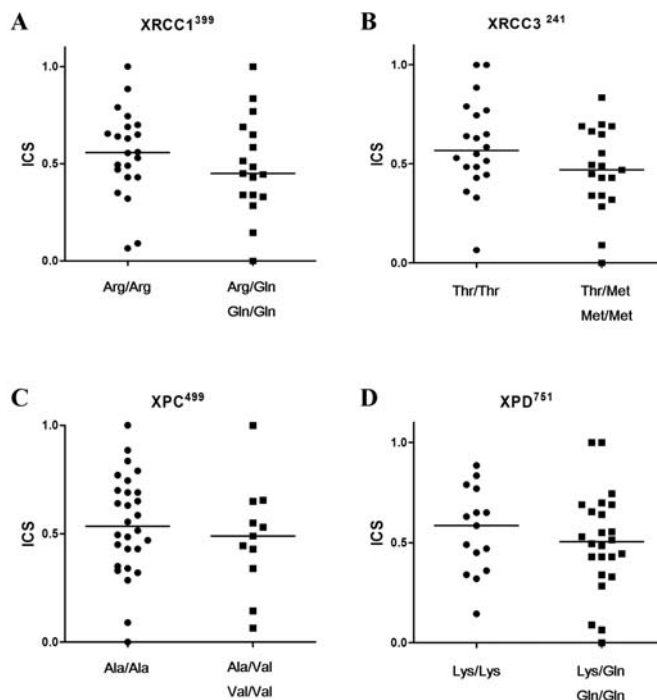 A
XRCC1399
1.0
ICS
0.5
0.0
Arg/Arg
Arg/Gln
Gln/Gln
B
XRCC3 241
1.0
0.5
0.0
Thr/Thr
Thr/Met
Met/Met
C
XPC499
1.0
ICS
0.5
0.0
Ala/Ala
Ala/Val
Val/Val
D
XPD751
1.0
ICS
0.5
0.0
Lys/Lys
Lys/Gln
Gln/Gln